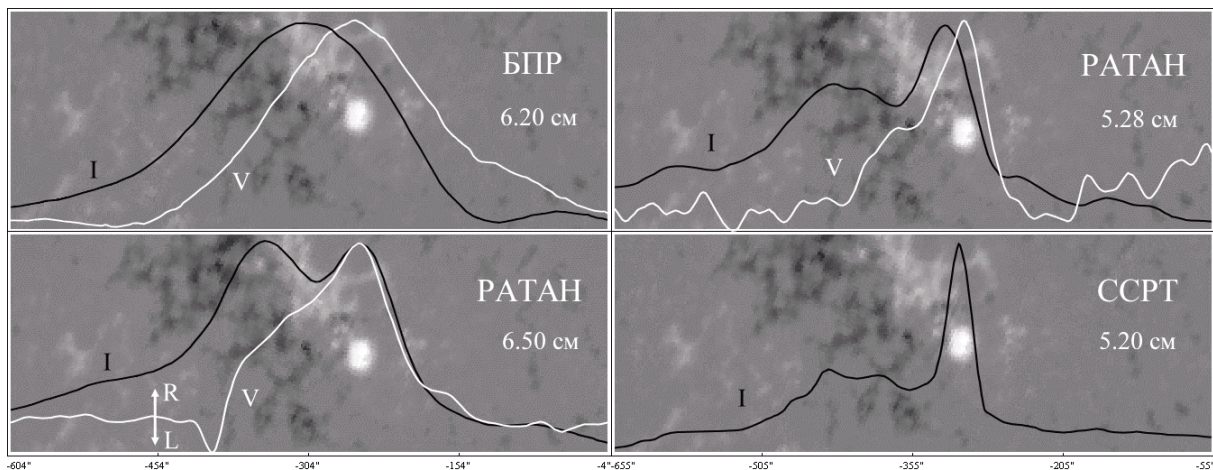 БПР
6.20 см
I
V
РАТАН
5.28 см
I
V
РАТАН
6.50 см
I
V
R
L
ССРТ
5.20 см
I
-604" -454" -304" -154" -4" -655" -505" -355" -205" -55"